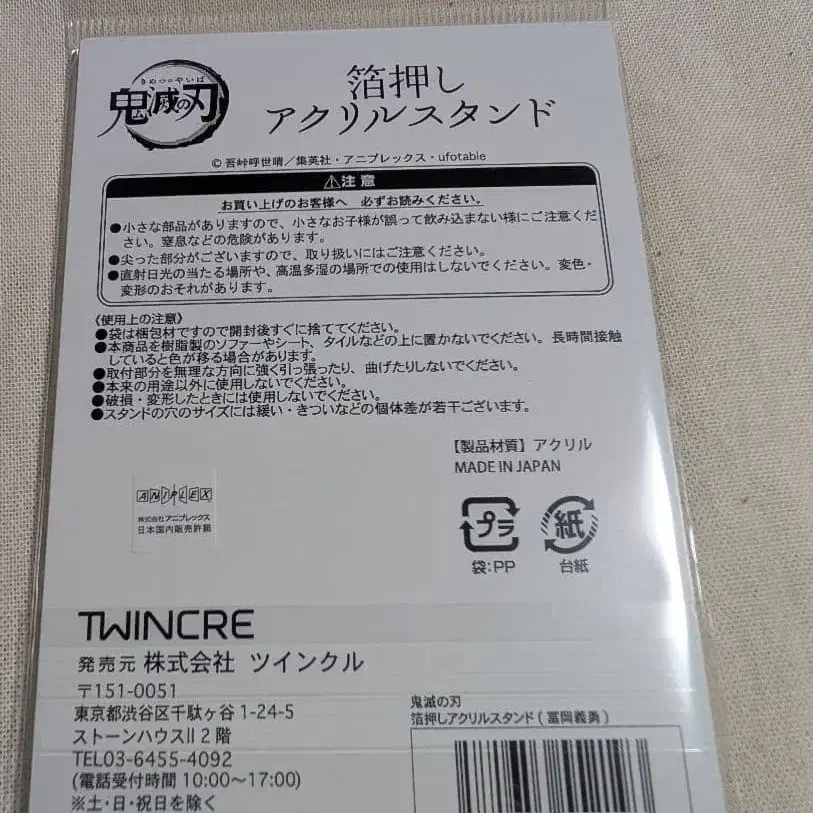 きめつのやいば
鬼滅の刃
箔押し
アクリルスタンド
© 吾峠呼世晴／集英社・アニプレックス・ufotable
⚠注 意
お買い上げのお客様へ 必ずお読みください。
●小さな部品がありますので、小さなお子様が誤って飲み込まない様にご注意くだ
さい。窒息などの危険があります。
●尖った部分がございますので、取り扱いにはご注意ください。
●直射日光の当たる場所や、高温多湿の場所での使用はしないでください。変色・
変形のおそれがあります。
《使用上の注意》
●袋は梱包材ですので開封後すぐに捨ててください。
●本商品を樹脂製のソファーやシート、タイルなどの上に置かないでください。長時間接触
していると色が移る場合があります。
●取付部分を無理な方向に強く引っ張ったり、曲げたりしないでください。
●本来の用途以外に使用しないでください。
●破損・変形したときには使用しないでください。
●スタンドの穴のサイズには緩い・きついなどの個体差が若干ございます。
【製品材質】アクリル
MADE IN JAPAN
ANIPLEX
株式会社アニプレックス
日本国内販売許諾
プラ
袋:PP
紙
台紙
TWINCRE
発売元 株式会社 ツインクル
〒151-0051
東京都渋谷区千駄ヶ谷 1-24-5
ストーンハウスII 2 階
TEL03-6455-4092
(電話受付時間 10:00～17:00)
※土・日・祝日を除く
鬼滅の刃
箔押しアクリルスタンド ( 冨岡義勇 )